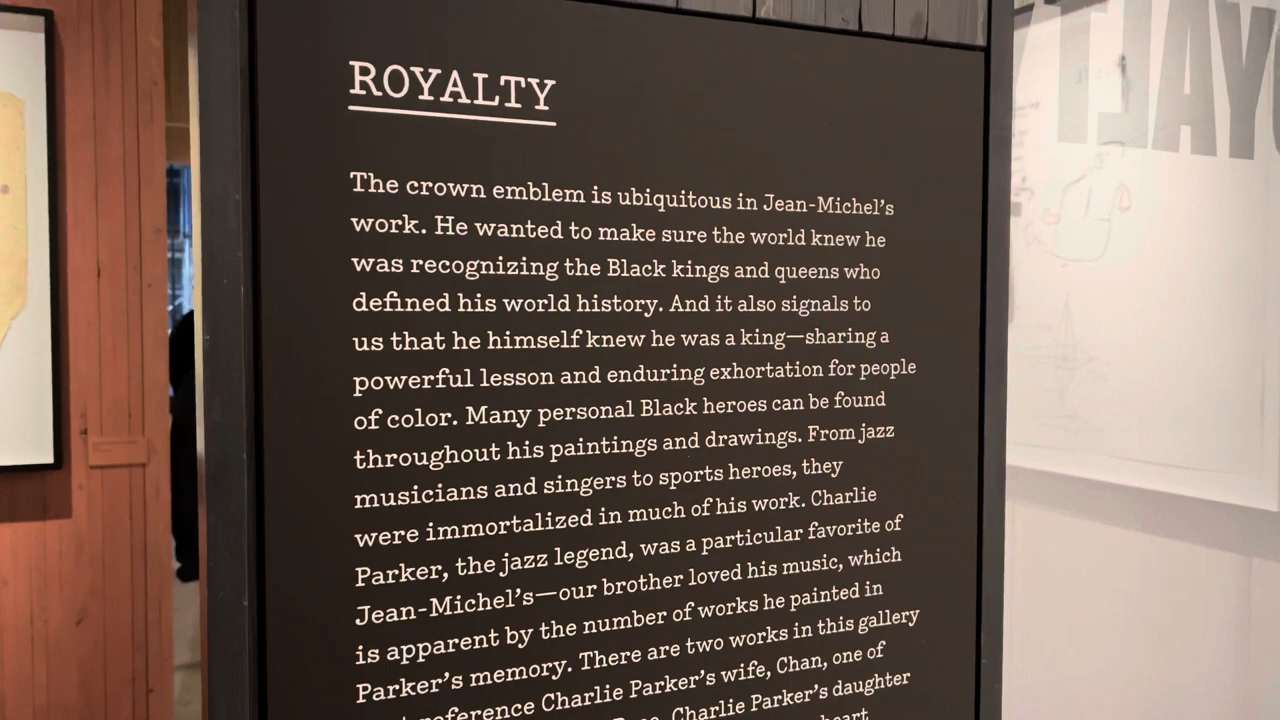 ROYALTY
The crown emblem is ubiquitous in Jean-Michel's
work. He wanted to make sure the world knew he
was recognizing the Black kings and queens who
defined his world history. And it also signals to
us that he himself knew he was a king—sharing a
powerful lesson and enduring exhortation for people
of color. Many personal Black heroes can be found
throughout his paintings and drawings. From jazz
musicians and singers to sports heroes, they
were immortalized in much of his work. Charlie
Parker, the jazz legend, was a particular favorite of
Jean-Michel's—our brother loved his music, which
is apparent by the number of works he painted in
Parker's memory. There are two works in this gallery
reference Charlie Parker's wife, Chan, one of
Charlie Parker's daughter
heart